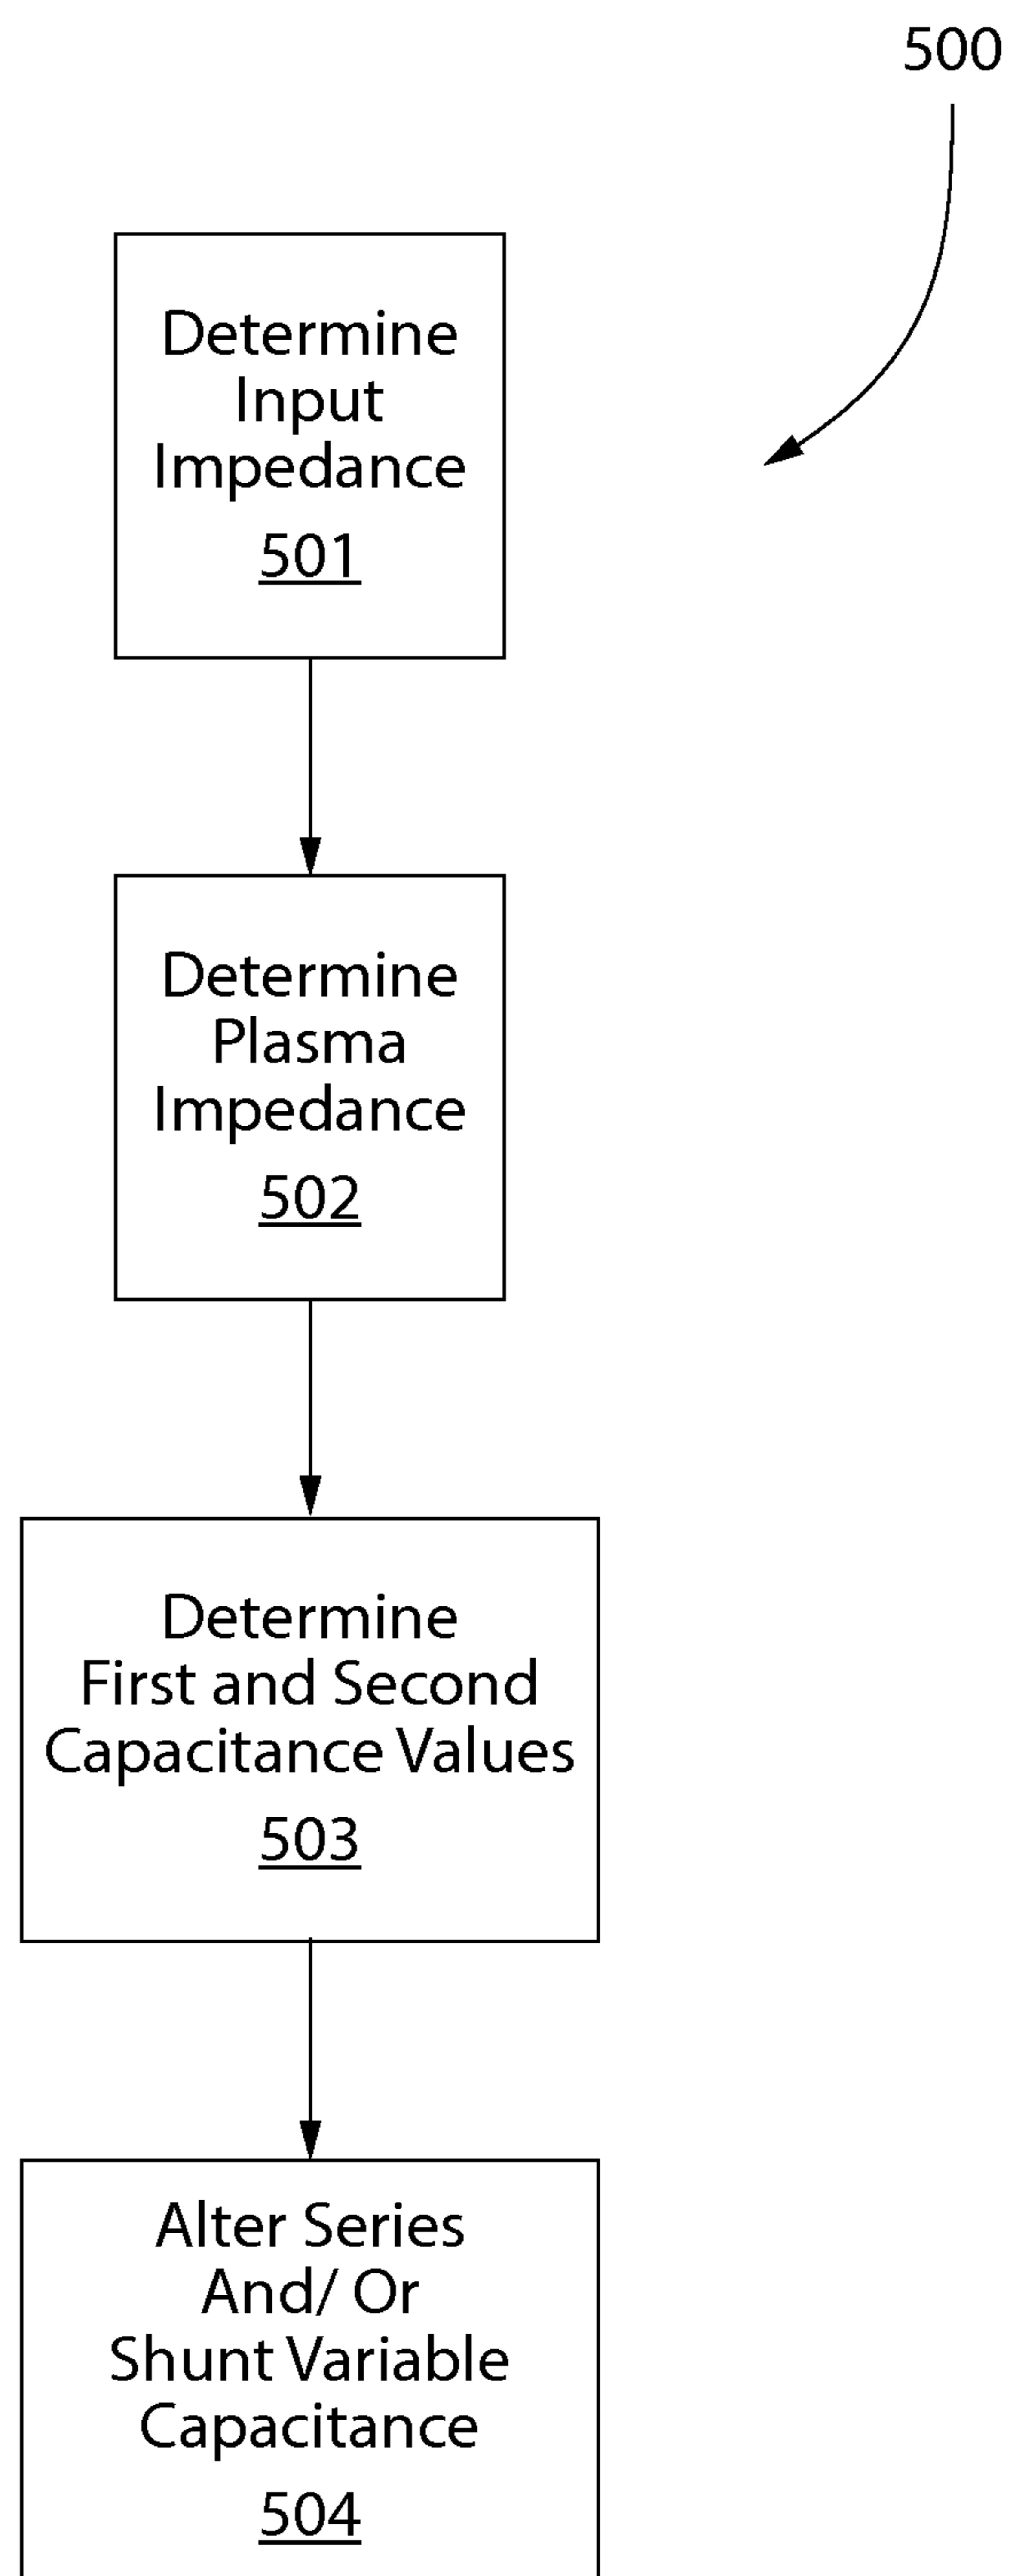 500
Determine
Input
Impedance
501
Determine
Plasma
Impedance
502
Determine
First and Second
Capacitance Values
503
Alter Series
And/ Or
Shunt Variable
Capacitance
504